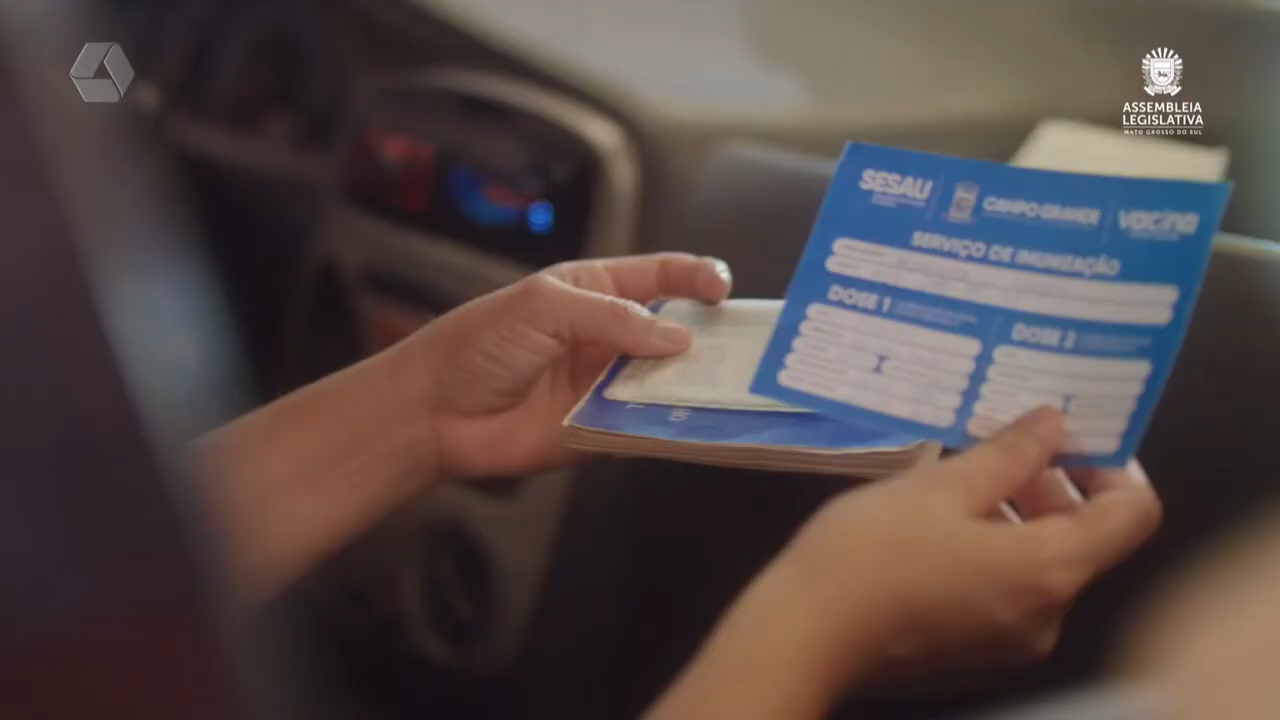 ASSEMBLEIA
LEGISLATIVA
MATO GROSSO DO SUL
SESAU
CAMPO GRANDE
vacina
SERVIÇO DE IMUNIZAÇÃO
DOSE 1
DOSE 2